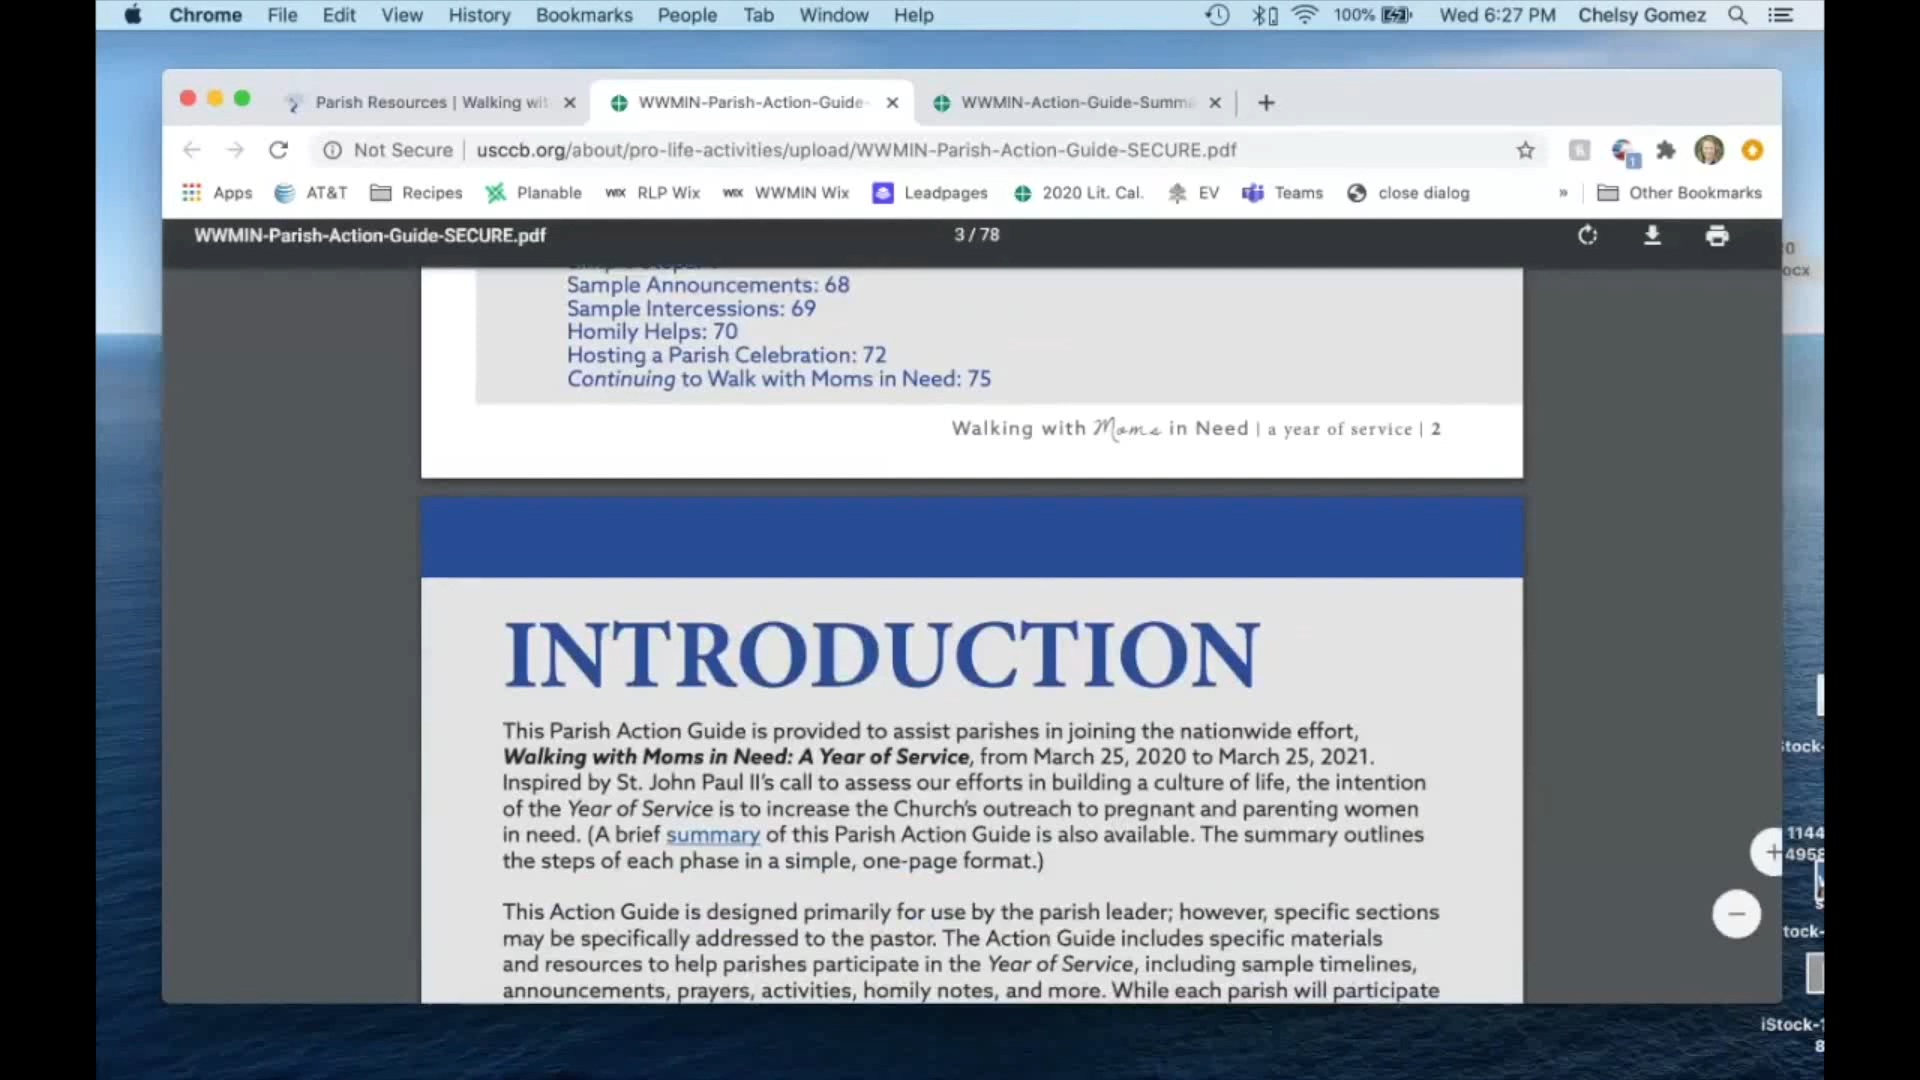 Chrome File Edit View History Bookmarks People Tab Window Help 100% Wed 6:27 PM Chelsy Gomez
Parish Resources | Walking wit WWMIN-Parish-Action-Guide- WWMIN-Action-Guide-Summ
Not Secure usccb.org/about/pro-life-activities/upload/WWMIN-Parish-Action-Guide-SECURE.pdf 1
Apps AT&T Recipes Planable WIX RLP Wix WIX WWMIN Wix Leadpages 2020 Lit. Cal. EV Teams close dialog » Other Bookmarks
WWMIN-Parish-Action-Guide-SECURE.pdf 3 / 78
ocx
Sample Announcements: 68
Sample Intercessions: 69
Homily Helps: 70
Hosting a Parish Celebration: 72
Continuing to Walk with Moms in Need: 75
Walking with Moms in Need | a year of service | 2
INTRODUCTION
This Parish Action Guide is provided to assist parishes in joining the nationwide effort,
Walking with Moms in Need: A Year of Service, from March 25, 2020 to March 25, 2021.
Inspired by St. John Paul II's call to assess our efforts in building a culture of life, the intention
of the Year of Service is to increase the Church's outreach to pregnant and parenting women
in need. (A brief summary of this Parish Action Guide is also available. The summary outlines
the steps of each phase in a simple, one-page format.)
This Action Guide is designed primarily for use by the parish leader; however, specific sections
may be specifically addressed to the pastor. The Action Guide includes specific materials
and resources to help parishes participate in the Year of Service, including sample timelines,
announcements, prayers, activities, homily notes, and more. While each parish will participate
tock-
1144
4958
tock-
iStock-1
8